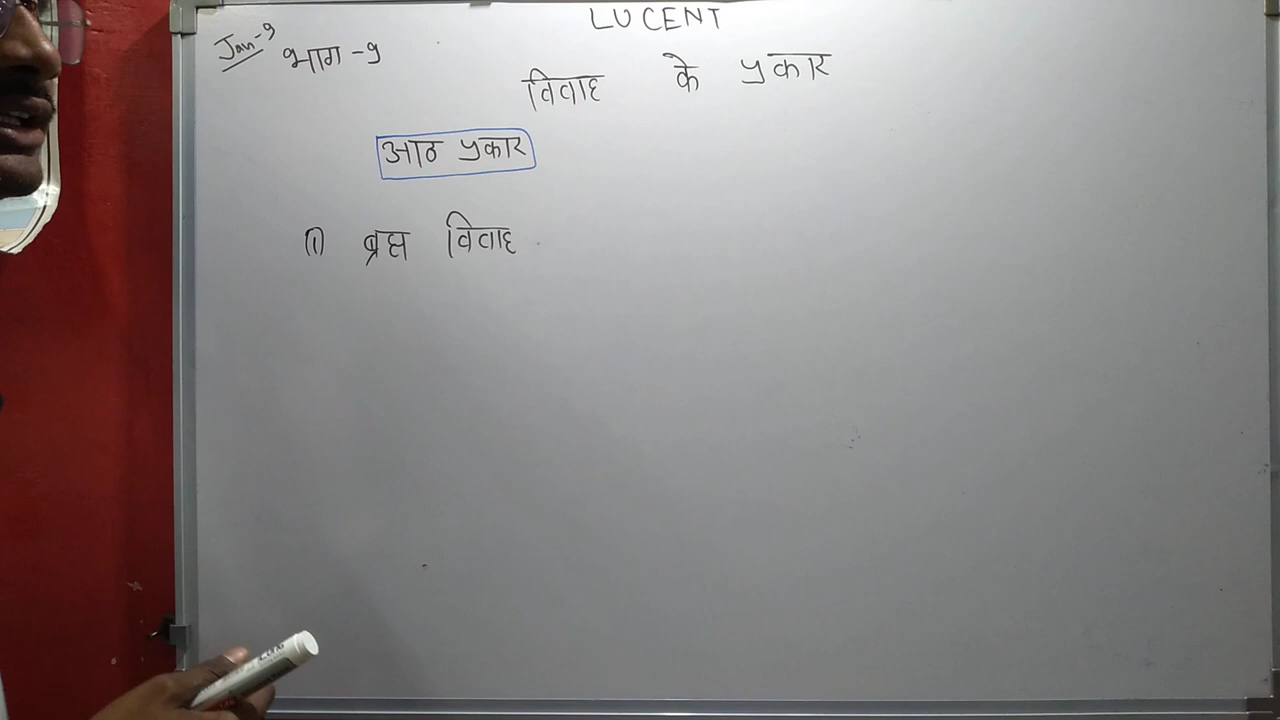 LUCENT
Jan-9 भाग -9
विवाह के प्रकार
आठ प्रकार
(1) ब्रह्म विवाह